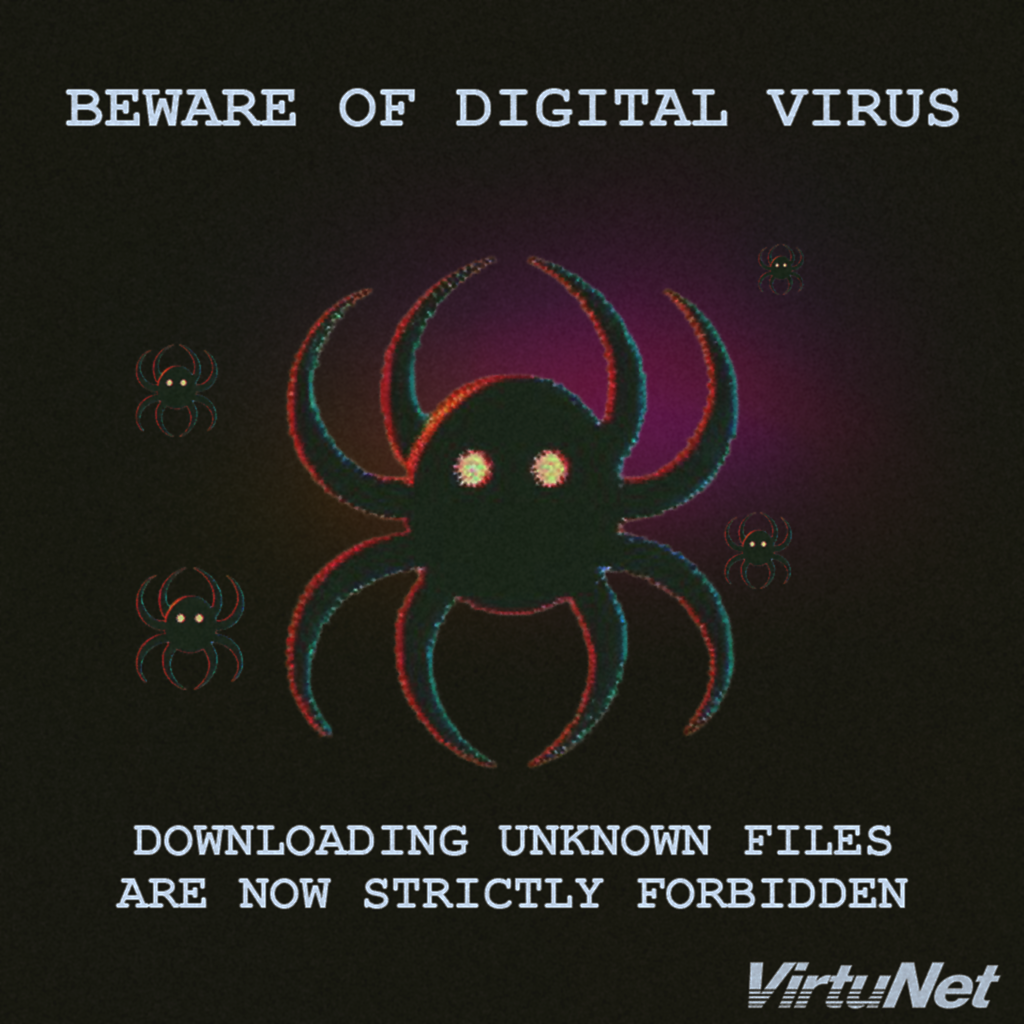 BEWARE OF DIGITAL VIRUS
DOWNLOADING UNKNOWN FILES
ARE NOW STRICTLY FORBIDDEN
VirtuNet